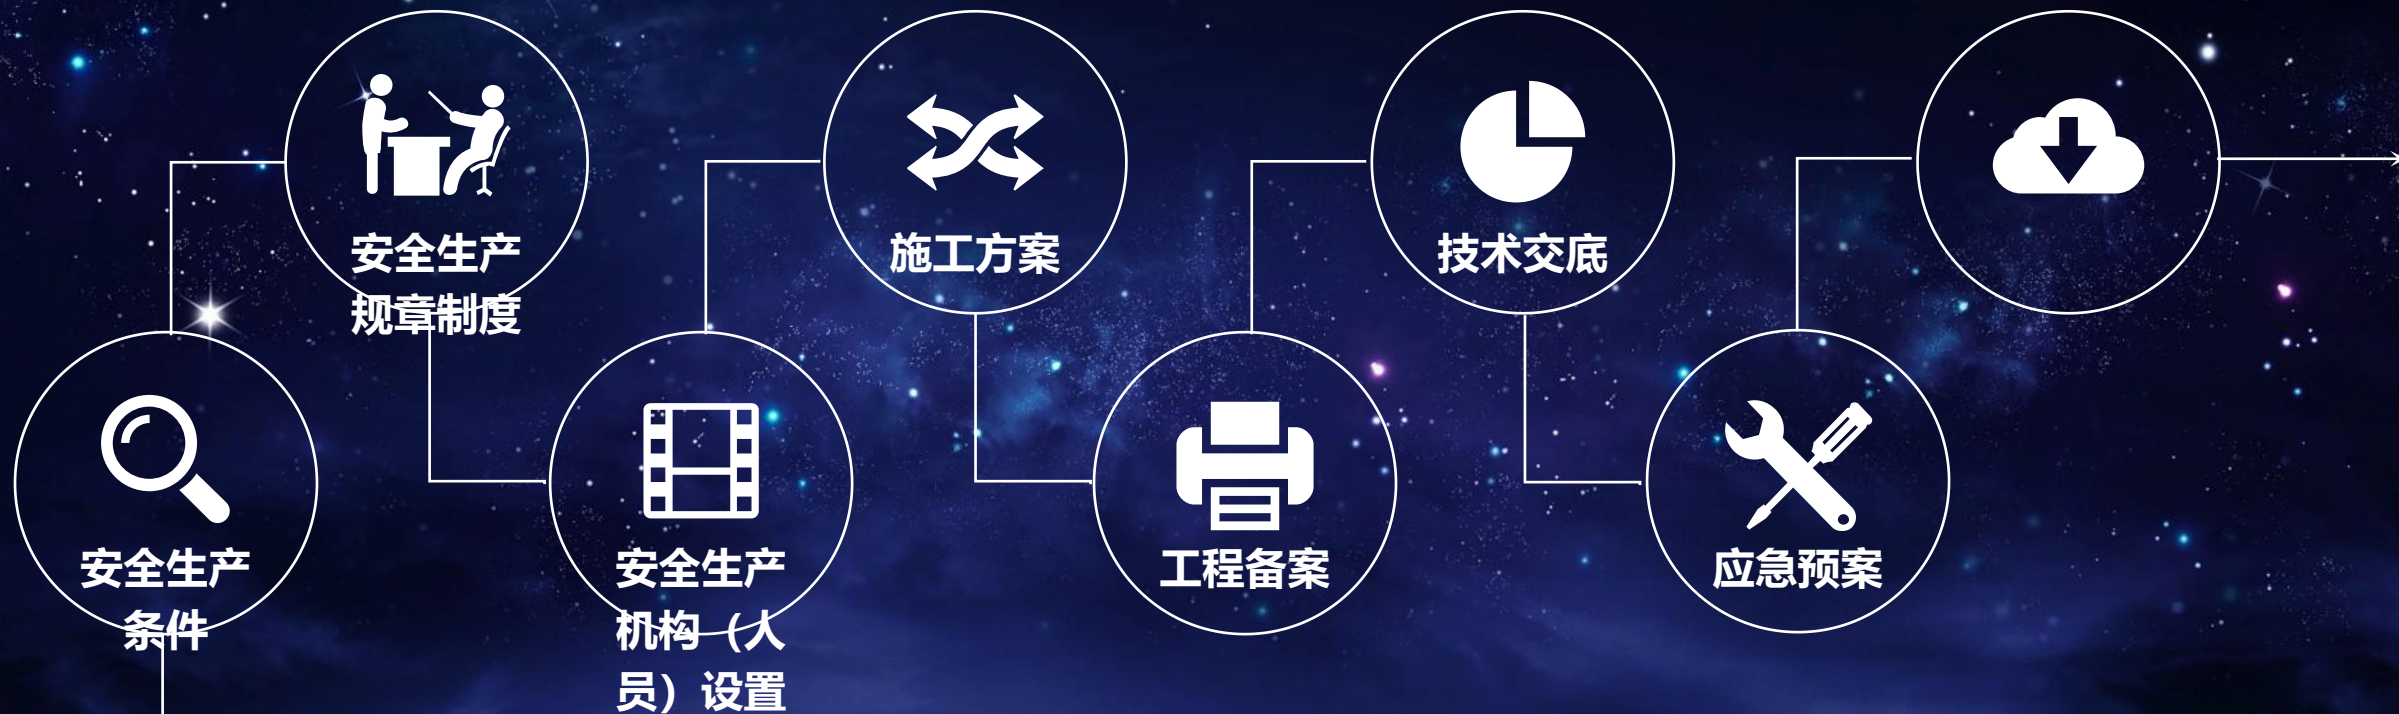 安全生产
条件
安全生产
规章制度
安全生产
机构（人
员）设置
施工方案
工程备案
技术交底
应急预案